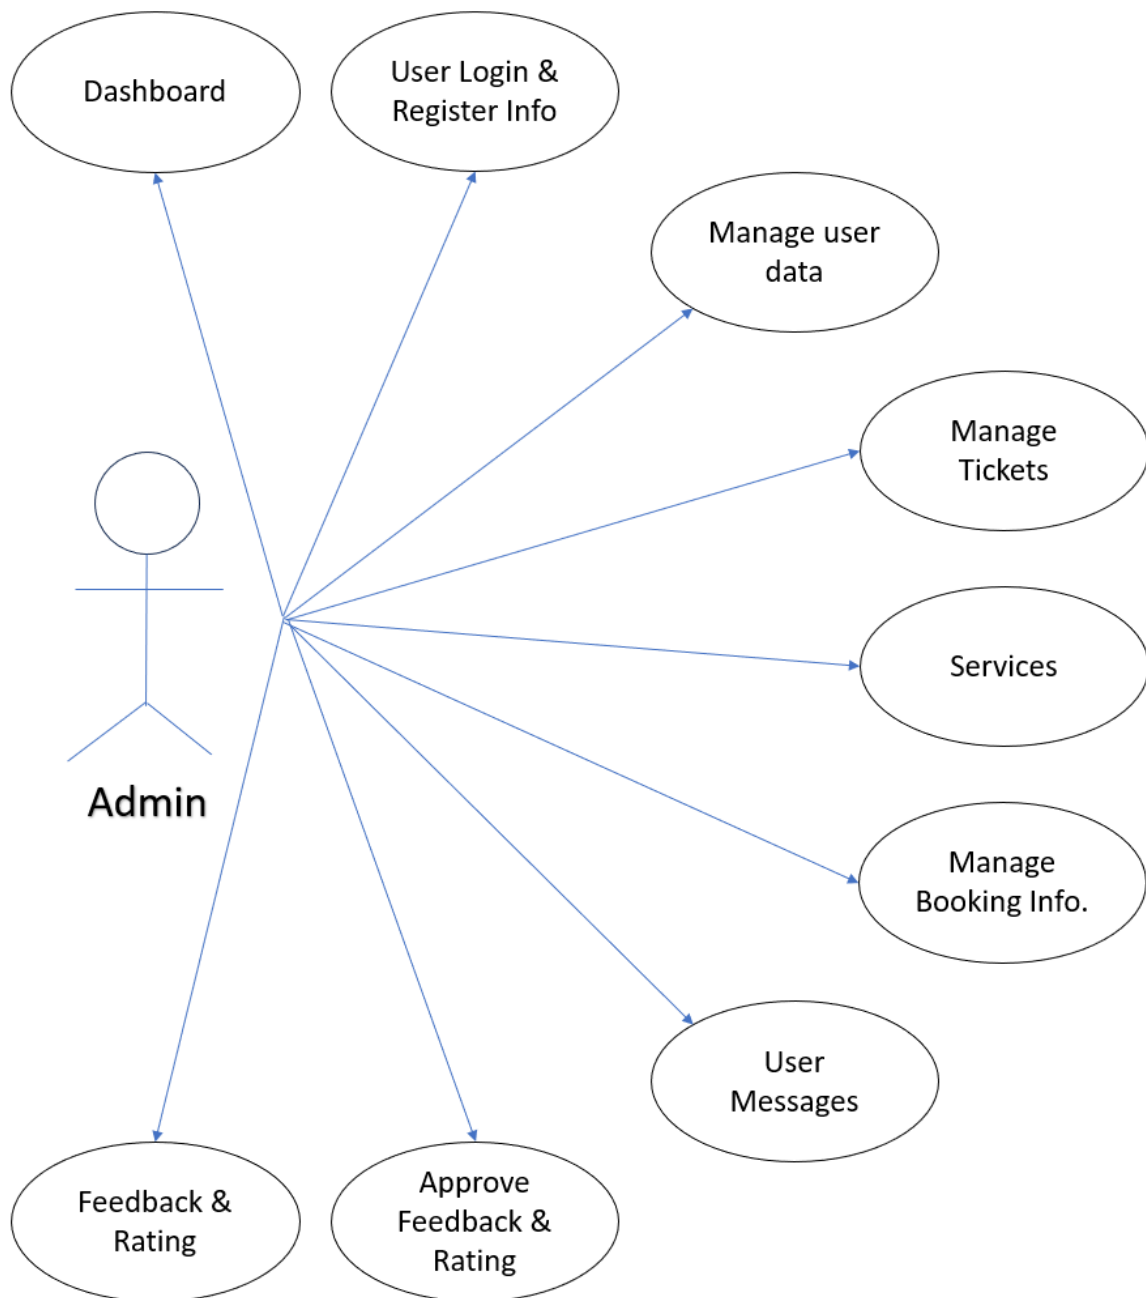 Dashboard
User Login &
Register Info
Manage user
data
Manage
Tickets
Services
Admin
Manage
Booking Info.
User
Messages
Feedback &
Rating
Approve
Feedback &
Rating